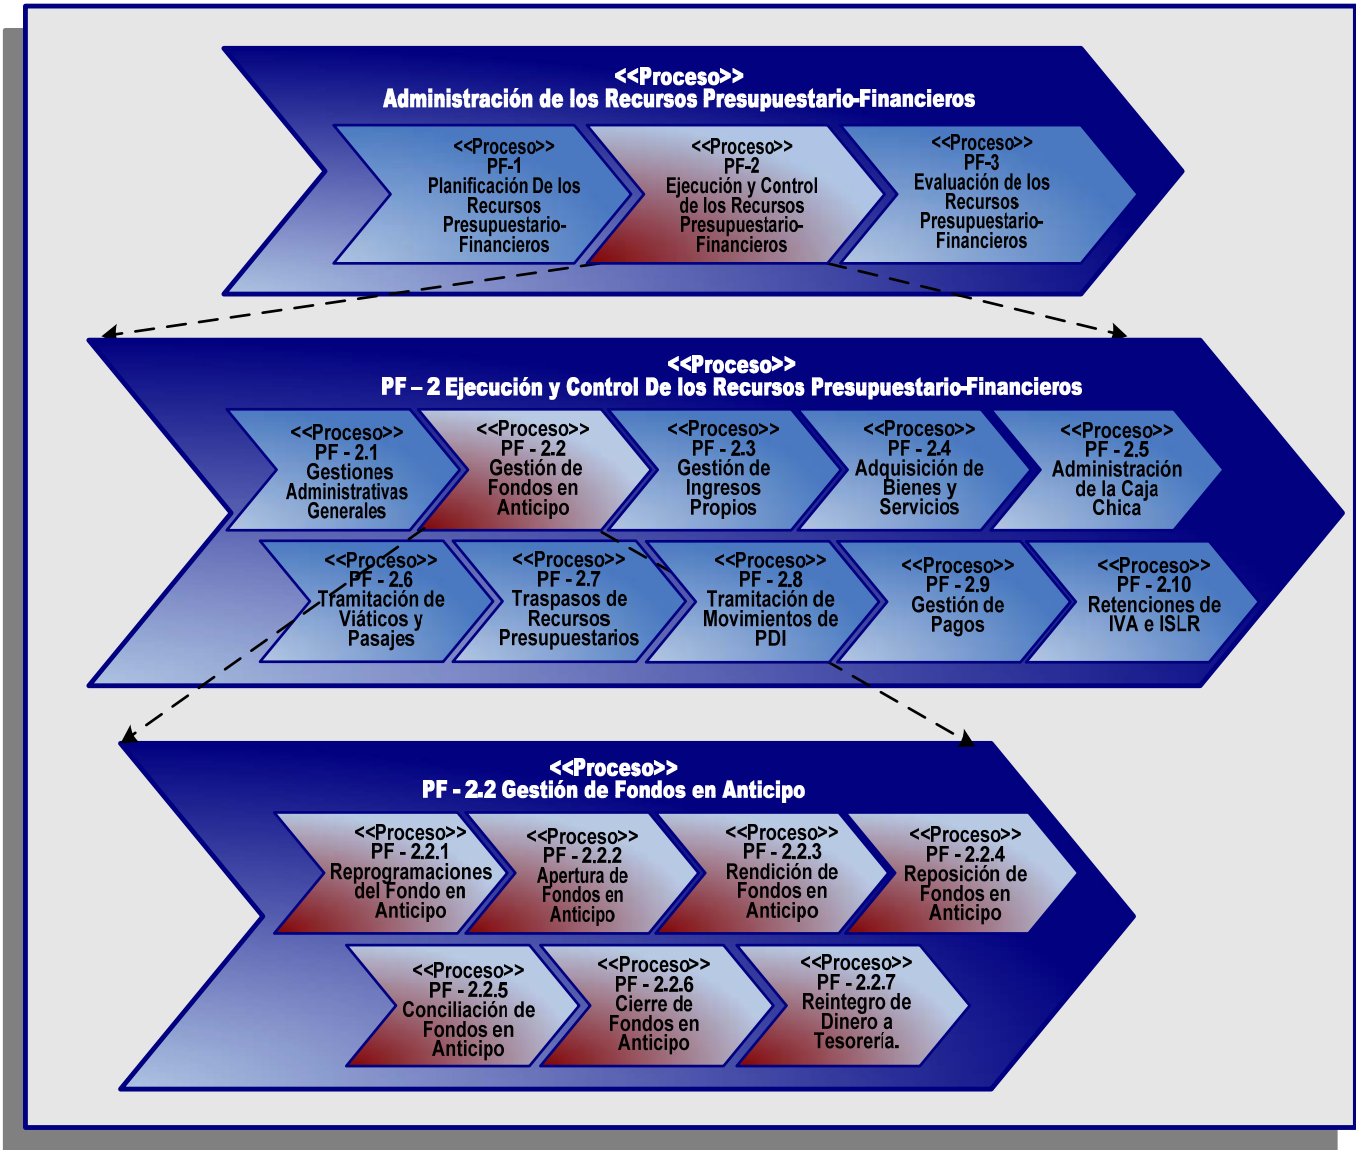 <<Proceso>>
Administración de los Recursos Presupuestario-Financieros
<<Proceso>>
PF-1
Planificación De los
Recursos
Presupuestario-
Financieros
<<Proceso>>
PF-2
Ejecución y Control
de los Recursos
Presupuestario-
Financieros
<<Proceso>>
PF-3
Evaluación de los
Recursos
Presupuestario-
Financieros
<<Proceso>>
PF – 2 Ejecución y Control De los Recursos Presupuestario-Financieros
<<Proceso>>
PF - 2.1
Gestiones
Administrativas
Generales
<<Proceso>>
PF - 2.2
Gestión de
Fondos en
Anticipo
<<Proceso>>
PF - 2.3
Gestión de
Ingresos
Propios
<<Proceso>>
PF - 2.4
Adquisición de
Bienes y
Servicios
<<Proceso>>
PF - 2.5
Administración
de la Caja
Chica
<<Proceso>>
PF - 2.6
Tramitación de
Viáticos y
Pasajes
<<Proceso>>
PF - 2.7
Traspasos de
Recursos
Presupuestarios
<<Proceso>>
PF - 2.8
Tramitación de
Movimientos de
PDI
<<Proceso>>
PF - 2.9
Gestión de
Pagos
<<Proceso>>
PF - 2.10
Retenciones de
IVA e ISLR
<<Proceso>>
PF - 2.2 Gestión de Fondos en Anticipo
<<Proceso>>
PF - 2.2.1
Reprogramaciones
del Fondo en
Anticipo
<<Proceso>>
PF - 2.2.2
Apertura de
Fondos en
Anticipo
<<Proceso>>
PF - 2.2.3
Rendición de
Fondos en
Anticipo
<<Proceso>>
PF - 2.2.4
Reposición de
Fondos en
Anticipo
<<Proceso>>
PF - 2.2.5
Conciliación de
Fondos en
Anticipo
<<Proceso>>
PF - 2.2.6
Cierre de
Fondos en
Anticipo
<<Proceso>>
PF - 2.2.7
Reintegro de
Dinero a
Tesorería.